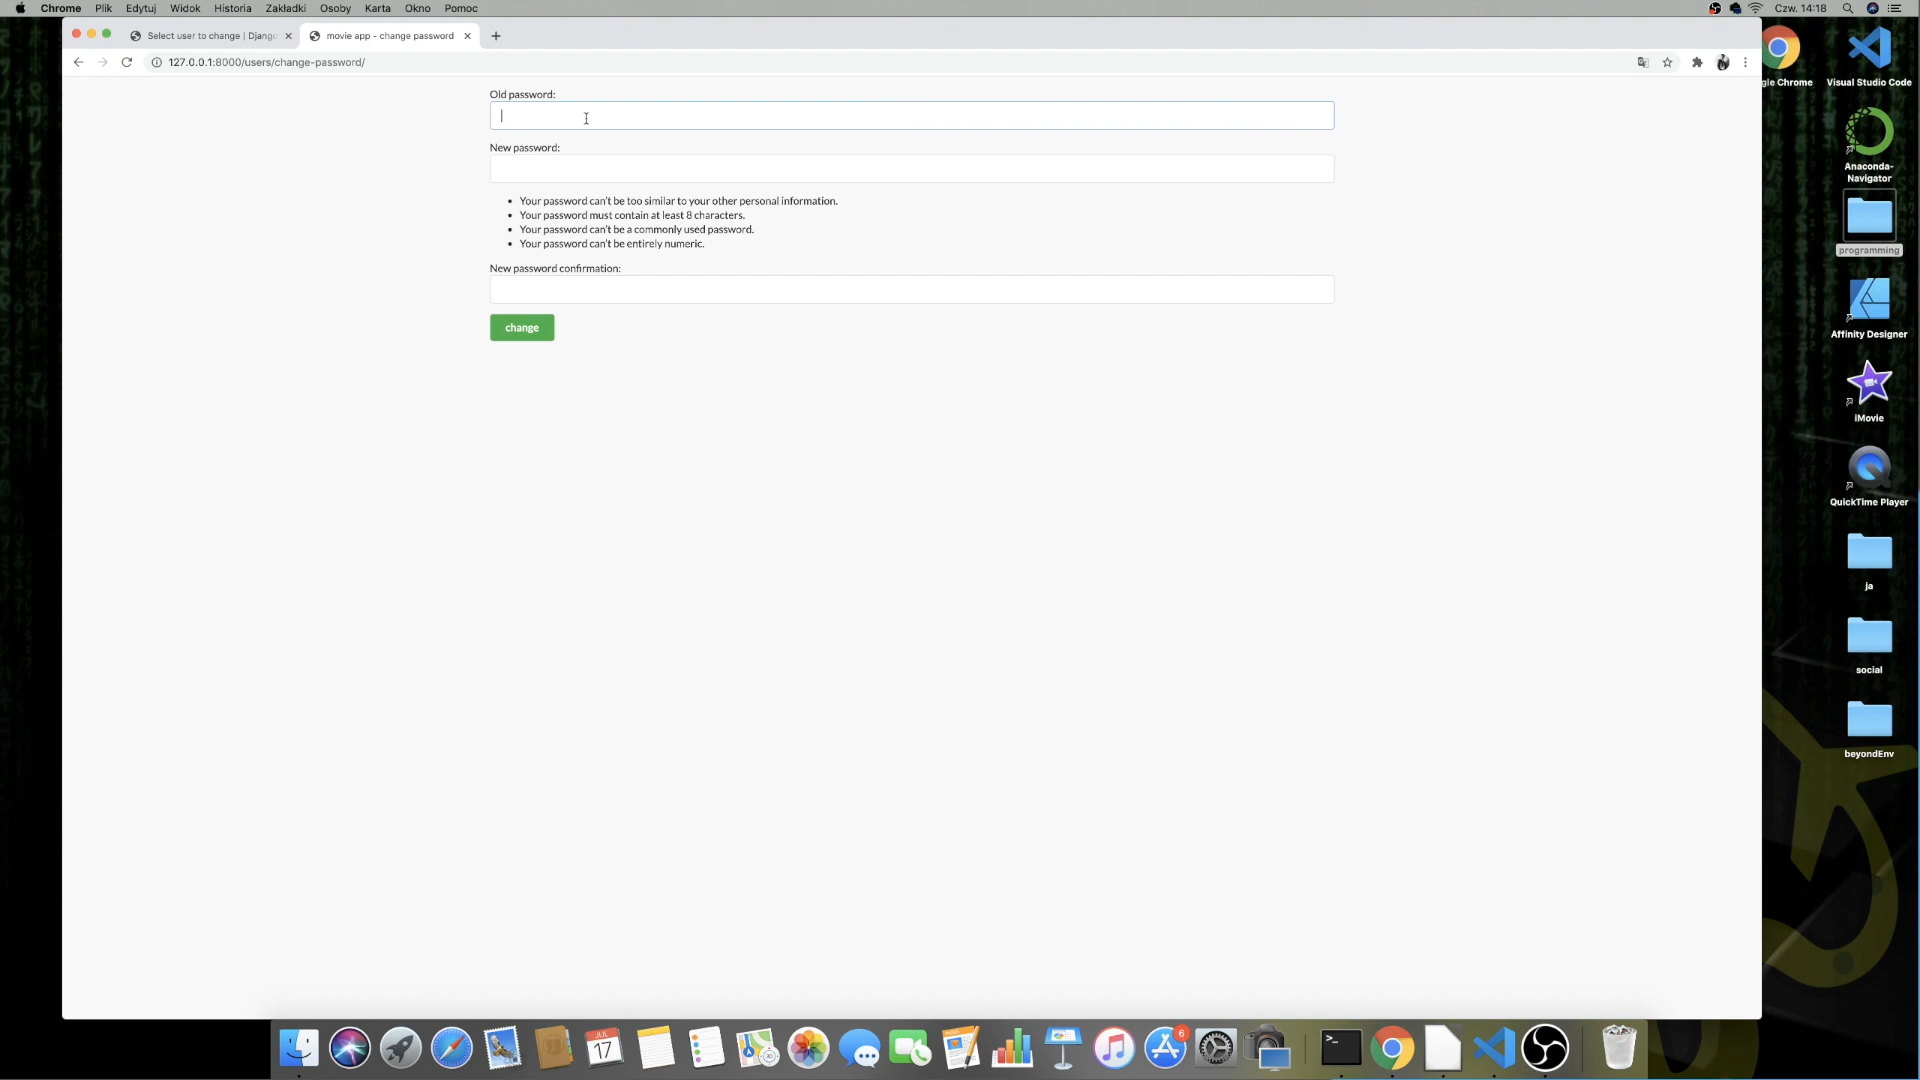 Chrome Plik Edytuj Widok Historia Zakładki Osoby Karta Okno Pomoc
Czw. 14:18
Select user to change | Django
movie app - change password
127.0.0.1:8000/users/change-password/
Old password:
New password:
• Your password can't be too similar to your other personal information.
• Your password must contain at least 8 characters.
• Your password can't be a commonly used password.
• Your password can't be entirely numeric.
New password confirmation:
change
gle Chrome
Visual Studio Code
Anaconda-
Navigator
programming
Affinity Designer
iMovie
QuickTime Player
ja
social
beyondEnv
JUL
17
6